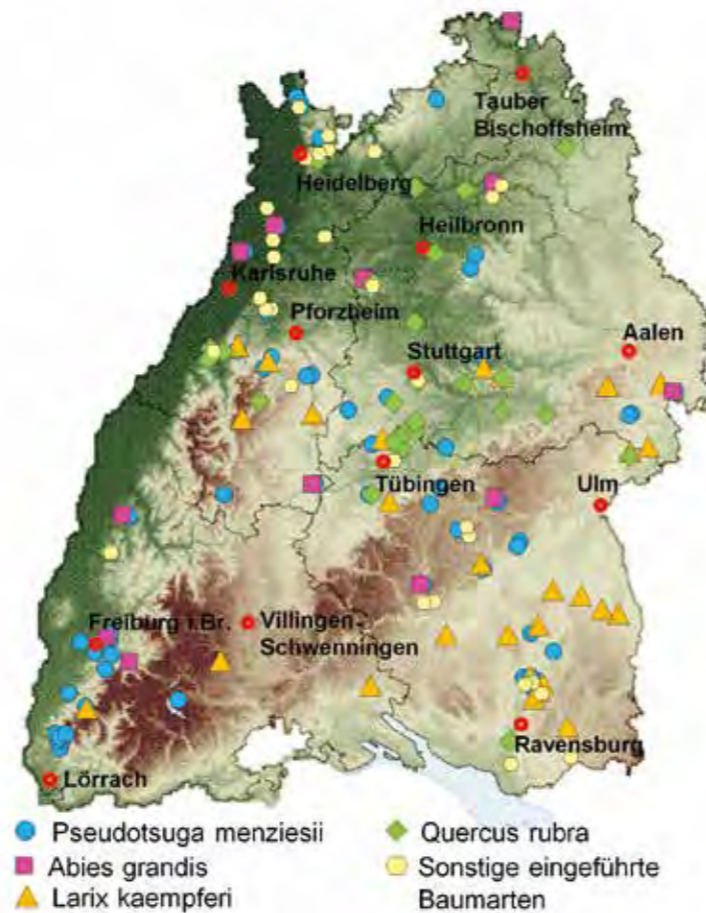 Tauber -
Bischoffsheim
Heidelberg
Heilbronn
Karlsruhe
Pforzheim
Aalen
Stuttgart
Tübingen
Ulm
Freiburg i.Br.
Villingen
Schwenningen
Ravensburg
Lörrach
Pseudotsuga menziesii
Abies grandis
Larix kaempferi
Quercus rubra
Sonstige eingeführte
Baumarten